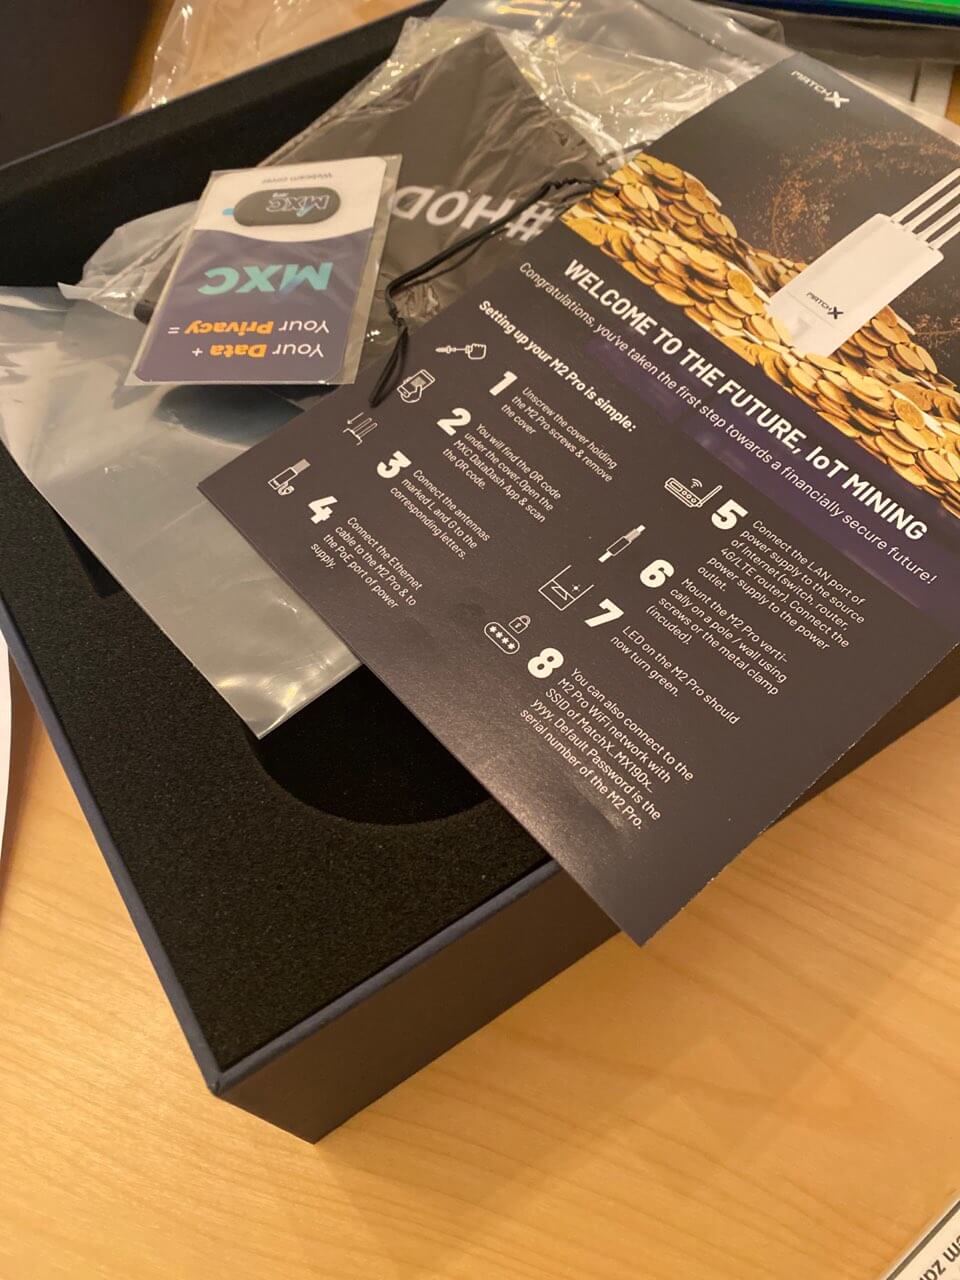 MATCHX
MATCHX
WELCOME TO THE FUTURE, IoT MINING
Congratulations, you've taken the first step towards a financially secure future!
Setting up your M2 Pro is simple:
1
Unscrew the cover holding
the M2 Pro screws & remove
the cover
2
You will find the QR code
under the cover. Open the
MXC DataDash App & scan
the QR code.
3
Connect the antennas
marked L and G to the
corresponding letters.
4
Connect the Ethernet
cable to the M2 Pro & to
the PoE port of power
supply.
5
Connect the LAN port of
power supply to the source
of Internet (switch, router,
4G/LTE router). Connect the
power supply to the power
outlet.
6
Mount the M2 Pro verti-
cally on a pole / wall using
screws or the metal clamp
(incuded).
7
LED on the M2 Pro should
now turn green.
8
You can also connect to the
M2 Pro WiFi network with
SSID of MatchX_MX190x_
yyyy. Default Password is the
serial number of the M2 Pro.
****
Your Data +
Your Privacy =
MXC
MXC
Webcam cover
#HOD